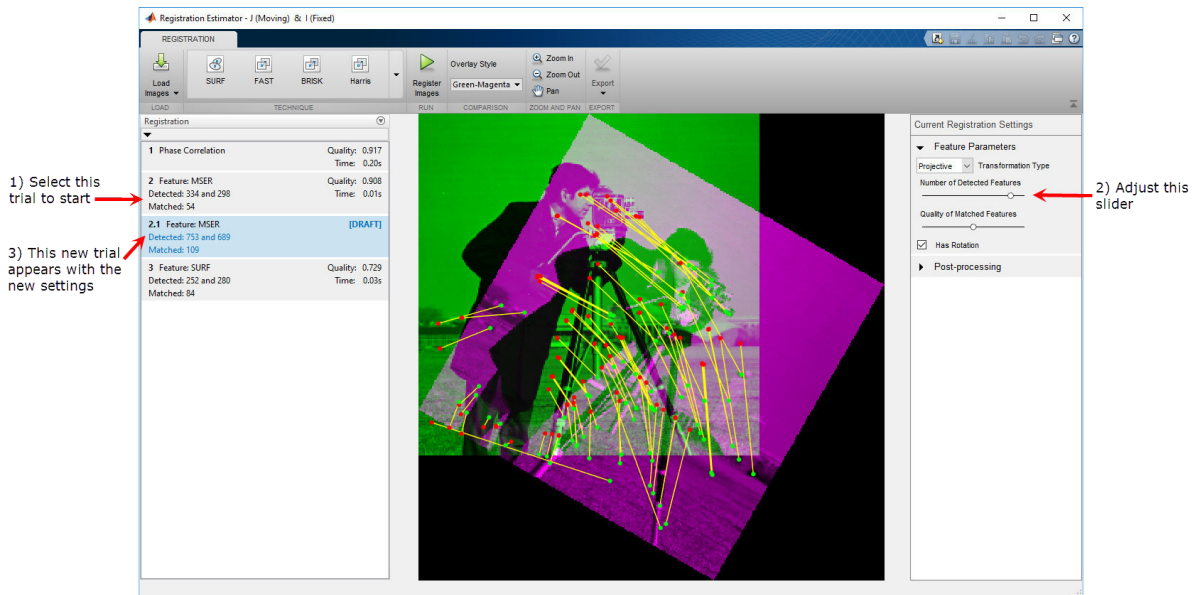 Registration Estimator - J (Moving) & I (Fixed)
REGISTRATION
Load Images
SURF
FAST
BRISK
Harris
Register Images
Overlay Style
Green-Magenta
Zoom In
Zoom Out
Pan
Export
LOAD
TECHNIQUE
RUN
COMPARISON
ZOOM AND PAN
EXPORT
Registration
1 Phase Correlation
Quality: 0.917
Time: 0.20s
2 Feature: MSER
Quality: 0.908
Detected: 334 and 298
Time: 0.01s
Matched: 54
2.1 Feature: MSER
[DRAFT]
Detected: 753 and 689
Matched: 109
3 Feature: SURF
Quality: 0.729
Detected: 252 and 280
Time: 0.03s
Matched: 84
Current Registration Settings
Feature Parameters
Projective
Transformation Type
Number of Detected Features
Quality of Matched Features
Has Rotation
Post-processing
1) Select this
trial to start
2) Adjust this
slider
3) This new trial
appears with the
new settings